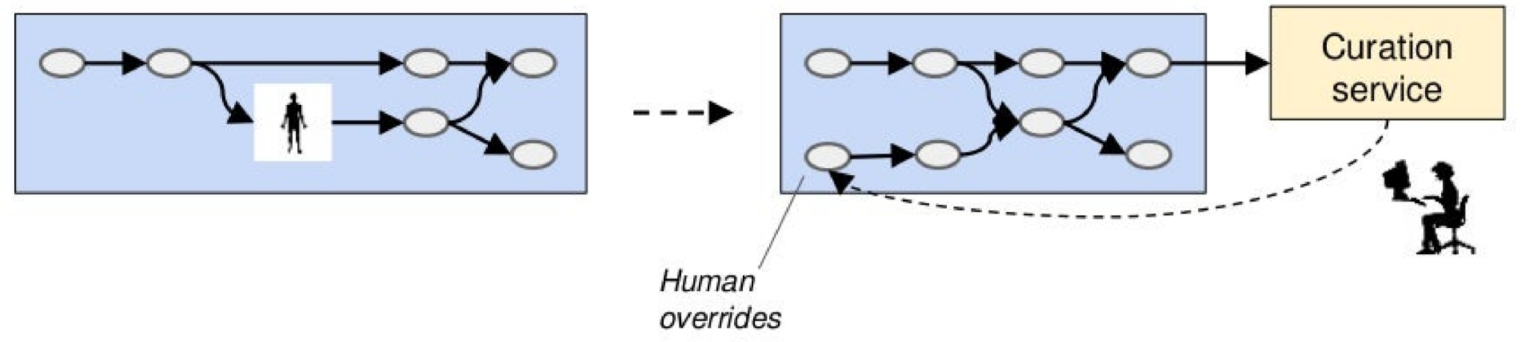 Curation
service
Human
overrides